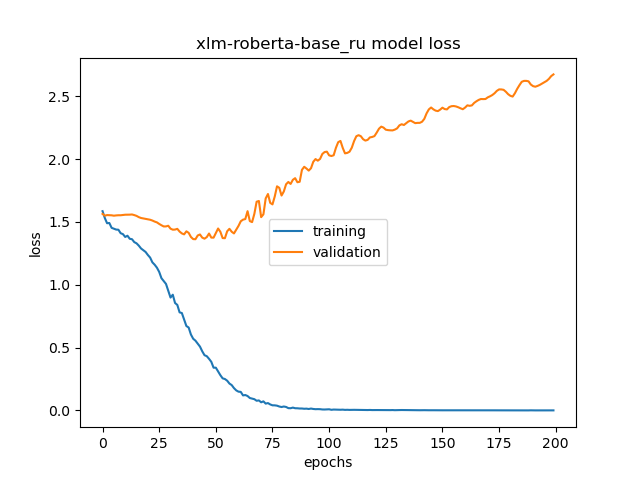 xlm-roberta-base_ru model loss
loss
2.5
2.0
1.5
1.0
0.5
0.0
training
validation
0 25 50 75 100 125 150 175 200
epochs